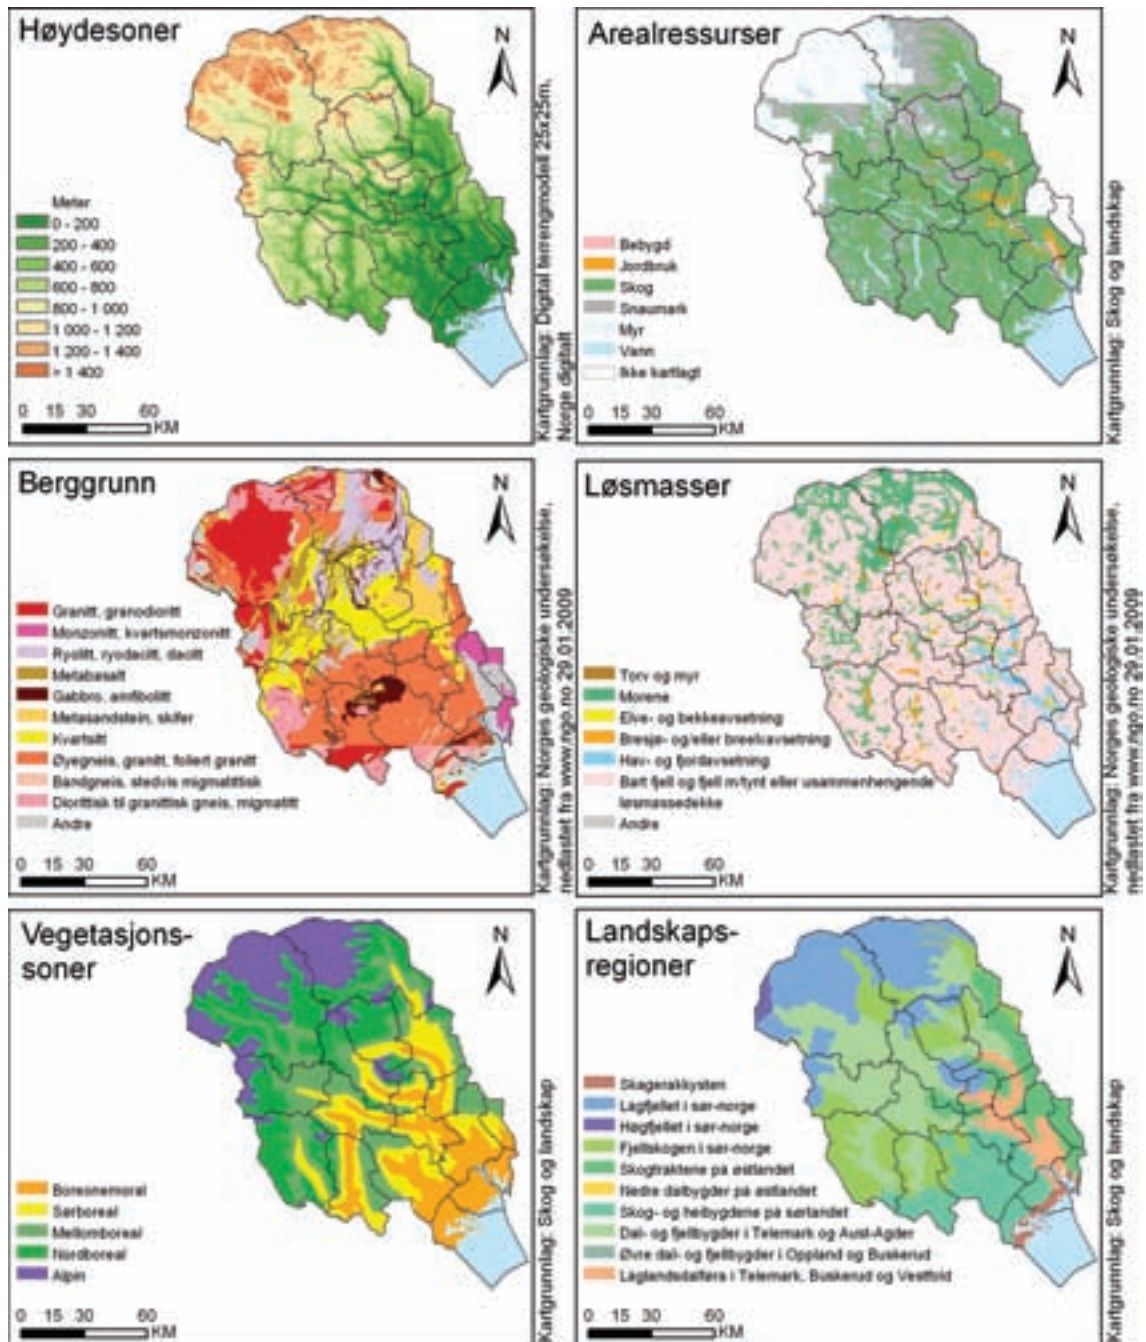 Høydesoner
N
Meter
0 - 200
200 - 400
400 - 600
600 - 800
800 - 1 000
1 000 - 1 200
1 200 - 1 400
> 1 400
0 15 30 60
KM
Kartgrunnlag: Digital terrengmodell 25x25m,
Norge digitalt
Arealressurser
N
Bebygd
Jordbruk
Skog
Snaumark
Myr
Vann
Ikke kartlagt
0 15 30 60
KM
Kartgrunnlag: Skog og landskap
Berggrunn
N
Granitt, granodioritt
Monzonitt, kvartsmonzonitt
Ryolitt, ryodacitt, dacitt
Metabasalt
Gabbro, amfibolitt
Metasandstein, skifer
Kvartsitt
Øyegneis, granitt, foliert granitt
Båndgneis, stedvis migmatittisk
Diorittisk til granittisk gneis, migmatitt
Andre
0 15 30 60
KM
Kartgrunnlag: Norges geologiske undersøkelse,
nedlastet fra www.ngo.no 29.01.2009
Løsmasser
N
Torv og myr
Morene
Elve- og bekkeavsetning
Bresjø- og/eller breelvavsetning
Hav- og fjordavsetning
Bart fjell og fjell m/tynt eller usammenhengende
løsmassedekke
Andre
0 15 30 60
KM
Kartgrunnlag: Norges geologiske undersøkelse,
nedlastet fra www.ngo.no 29.01.2009
Vegetasjons-
soner
N
Boreonemoral
Sørboreal
Mellomboreal
Nordboreal
Alpin
0 15 30 60
KM
Kartgrunnlag: Skog og landskap
Landskaps-
regioner
N
Skagerakkysten
Lågfjellet i sør-norge
Høgfjellet i sør-norge
Fjellskogen i sør-norge
Skogtraktene på østlandet
Nedre dalbygder på østlandet
Skog- og heibygdene på sørlandet
Dal- og fjellbygder i Telemark og Aust-Agder
Øvre dal- og fjellbygder i Oppland og Buskerud
Låglandsdalføra i Telemark, Buskerud og Vestfold
0 15 30 60
KM
Kartgrunnlag: Skog og landskap